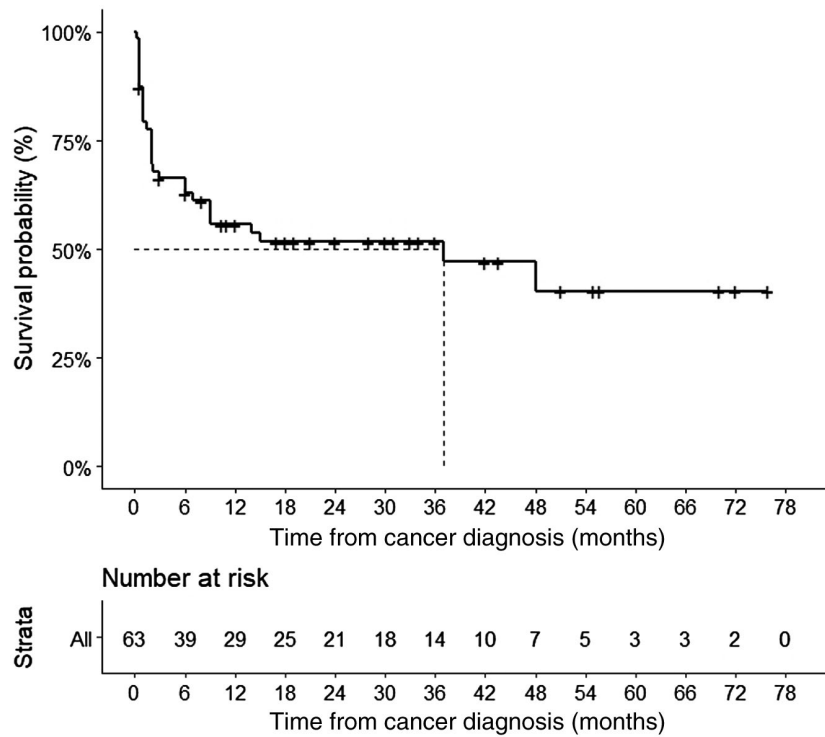 100%
75%
50%
25%
0%
Survival probability (%)
0 6 12 18 24 30 36 42 48 54 60 66 72 78
Time from cancer diagnosis (months)
Number at risk
Strata
All 63 39 29 25 21 18 14 10 7 5 3 3 2 0
0 6 12 18 24 30 36 42 48 54 60 66 72 78
Time from cancer diagnosis (months)